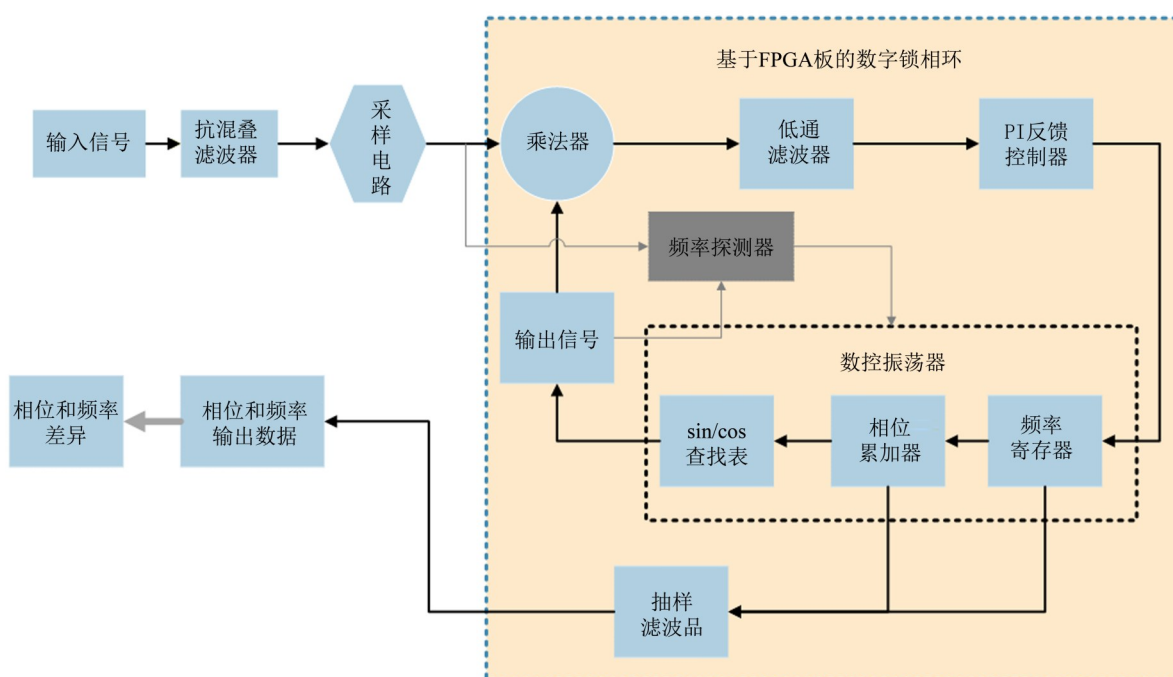 基于FPGA板的数字锁相环
输入信号
抗混叠
滤波器
采
样
电
路
乘法器
低通
滤波器
PI反馈
控制器
频率探测器
输出信号
数控振荡器
相位和频率
差异
相位和频率
输出数据
sin/cos
查找表
相位
累加器
频率
寄存器
抽样
滤波品